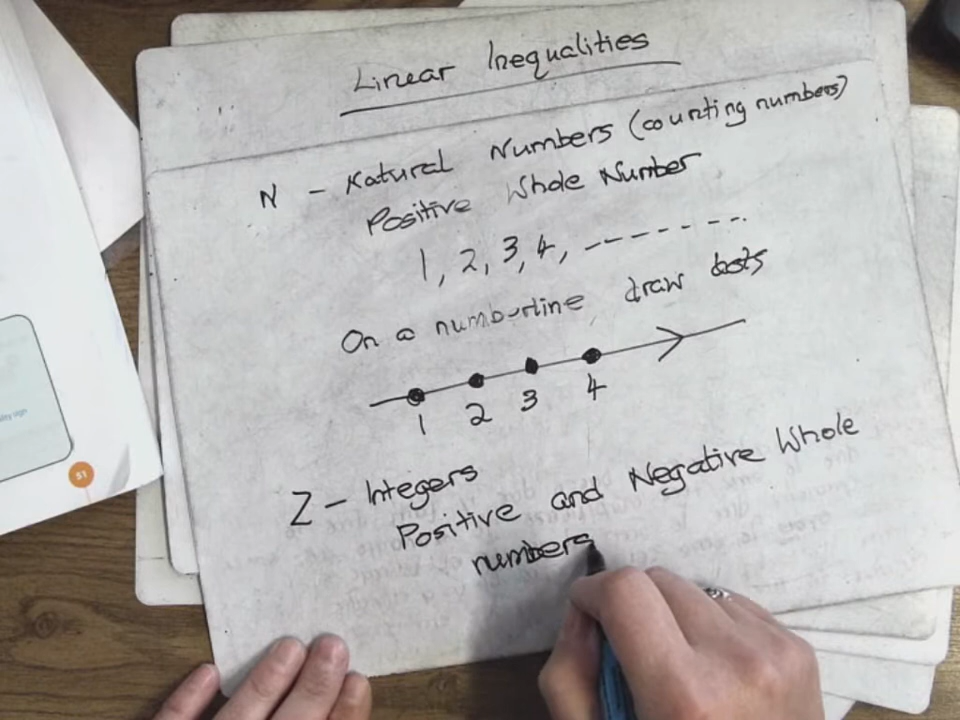 Linear Inequalities
N - Natural Numbers (counting numbers)
Positive Whole Number
1, 2, 3, 4, -------
On a numberline draw dots
1 2 3 4
Z - Integers
Positive and Negative Whole
numbers
51